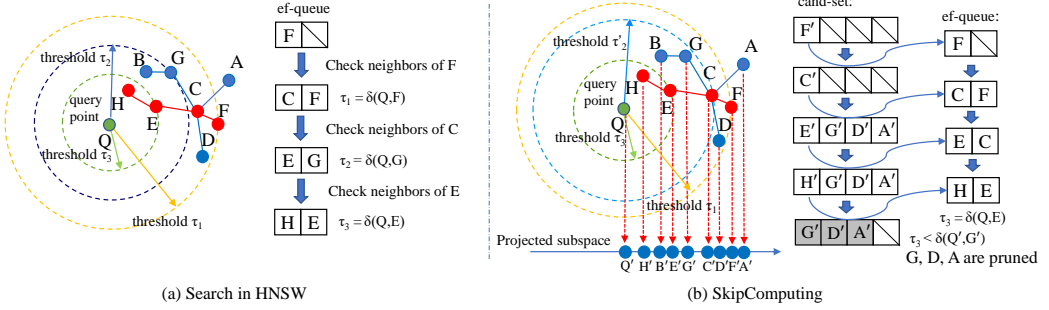 ef-queue
F
threshold τ2
B
G
A
Check neighbors of F
query
point
H
C
F
C F
τ1 = δ(Q,F)
E
Q
D
Check neighbors of C
threshold τ3
E G
τ2 = δ(Q,G)
Check neighbors of E
threshold τ1
H E
τ3 = δ(Q,E)
(a) Search in HNSW
threshold τ'2
B
G
A
H
C
F
query
point
E
Q
D
threshold τ3
threshold τ1
Projected subspace
Q' H' B' E' G' C' D' F' A'
cand-set:
ef-queue:
F'
F
C'
C F
E' G' D' A'
E C
H' G' D' A'
H E
G' D' A'
τ3 = δ(Q,E)
τ3 < δ(Q',G')
G, D, A are pruned
(b) SkipComputing